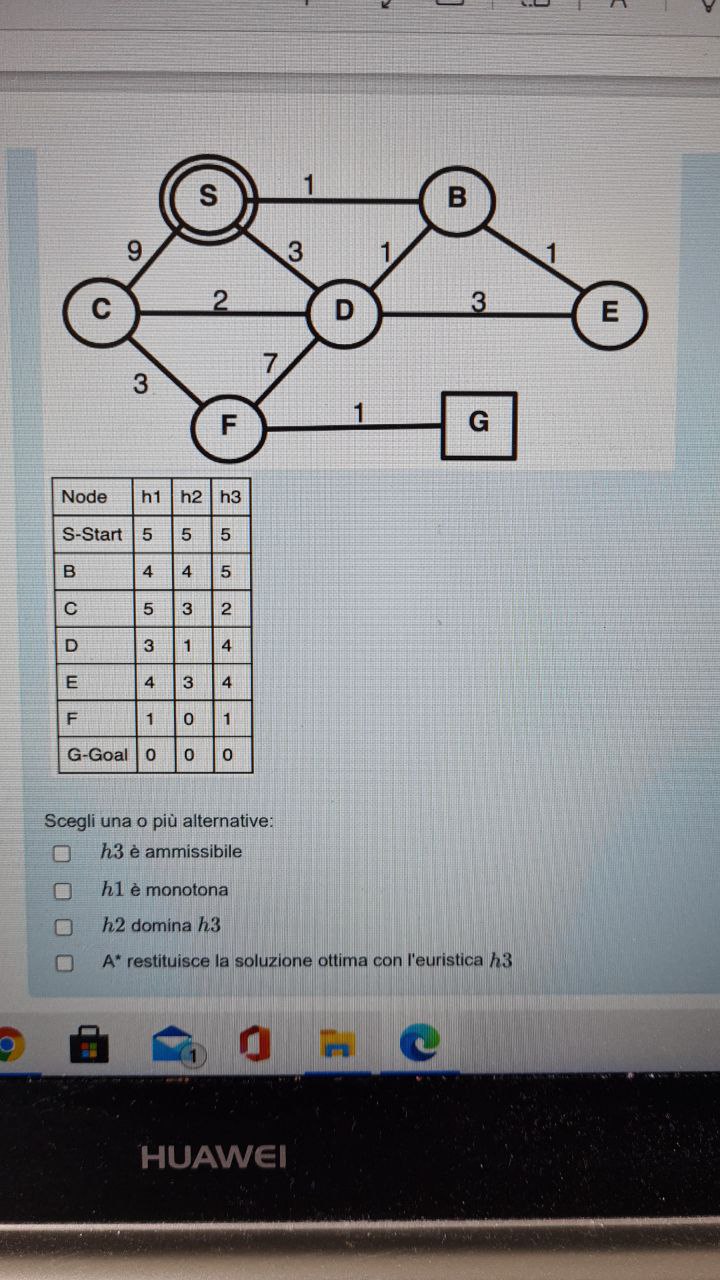 S 1 B
9 3 1 1
C 2 D 3 E
3 7
F 1 G
Node h1 h2 h3
S-Start 5 5 5
B 4 4 5
C 5 3 2
D 3 1 4
E 4 3 4
F 1 0 1
G-Goal 0 0 0
Scegli una o più alternative:
h3 è ammissibile
h1 è monotona
h2 domina h3
A* restituisce la soluzione ottima con l'euristica h3
1
HUAWEI